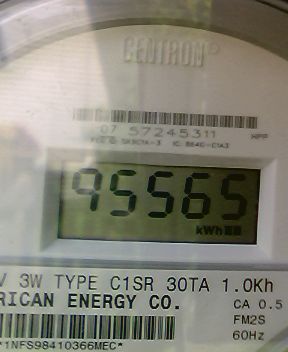 CENTRON®
07 57245311 HPP
95565
kWh
V 3W TYPE C1SR 30TA 1.0Kh
RICAN ENERGY CO. CA 0.5
FM2S
60Hz
*1NFS98410366MEC*